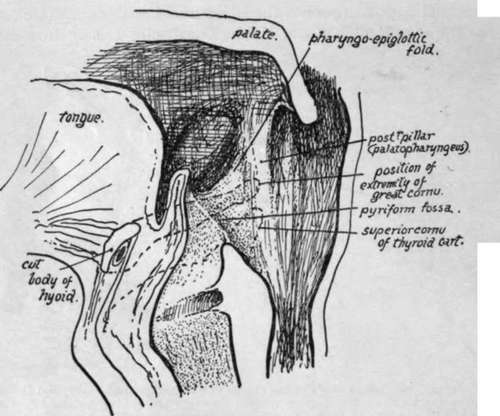 palate.
pharyngo-epiglottic
fold.
tongue.
post r pillar
(palatopharyngeus).
position of
extremity of
great cornu.
pyriform fossa.
superior cornu
of thyroid cart.
cut
body of
hyoid.